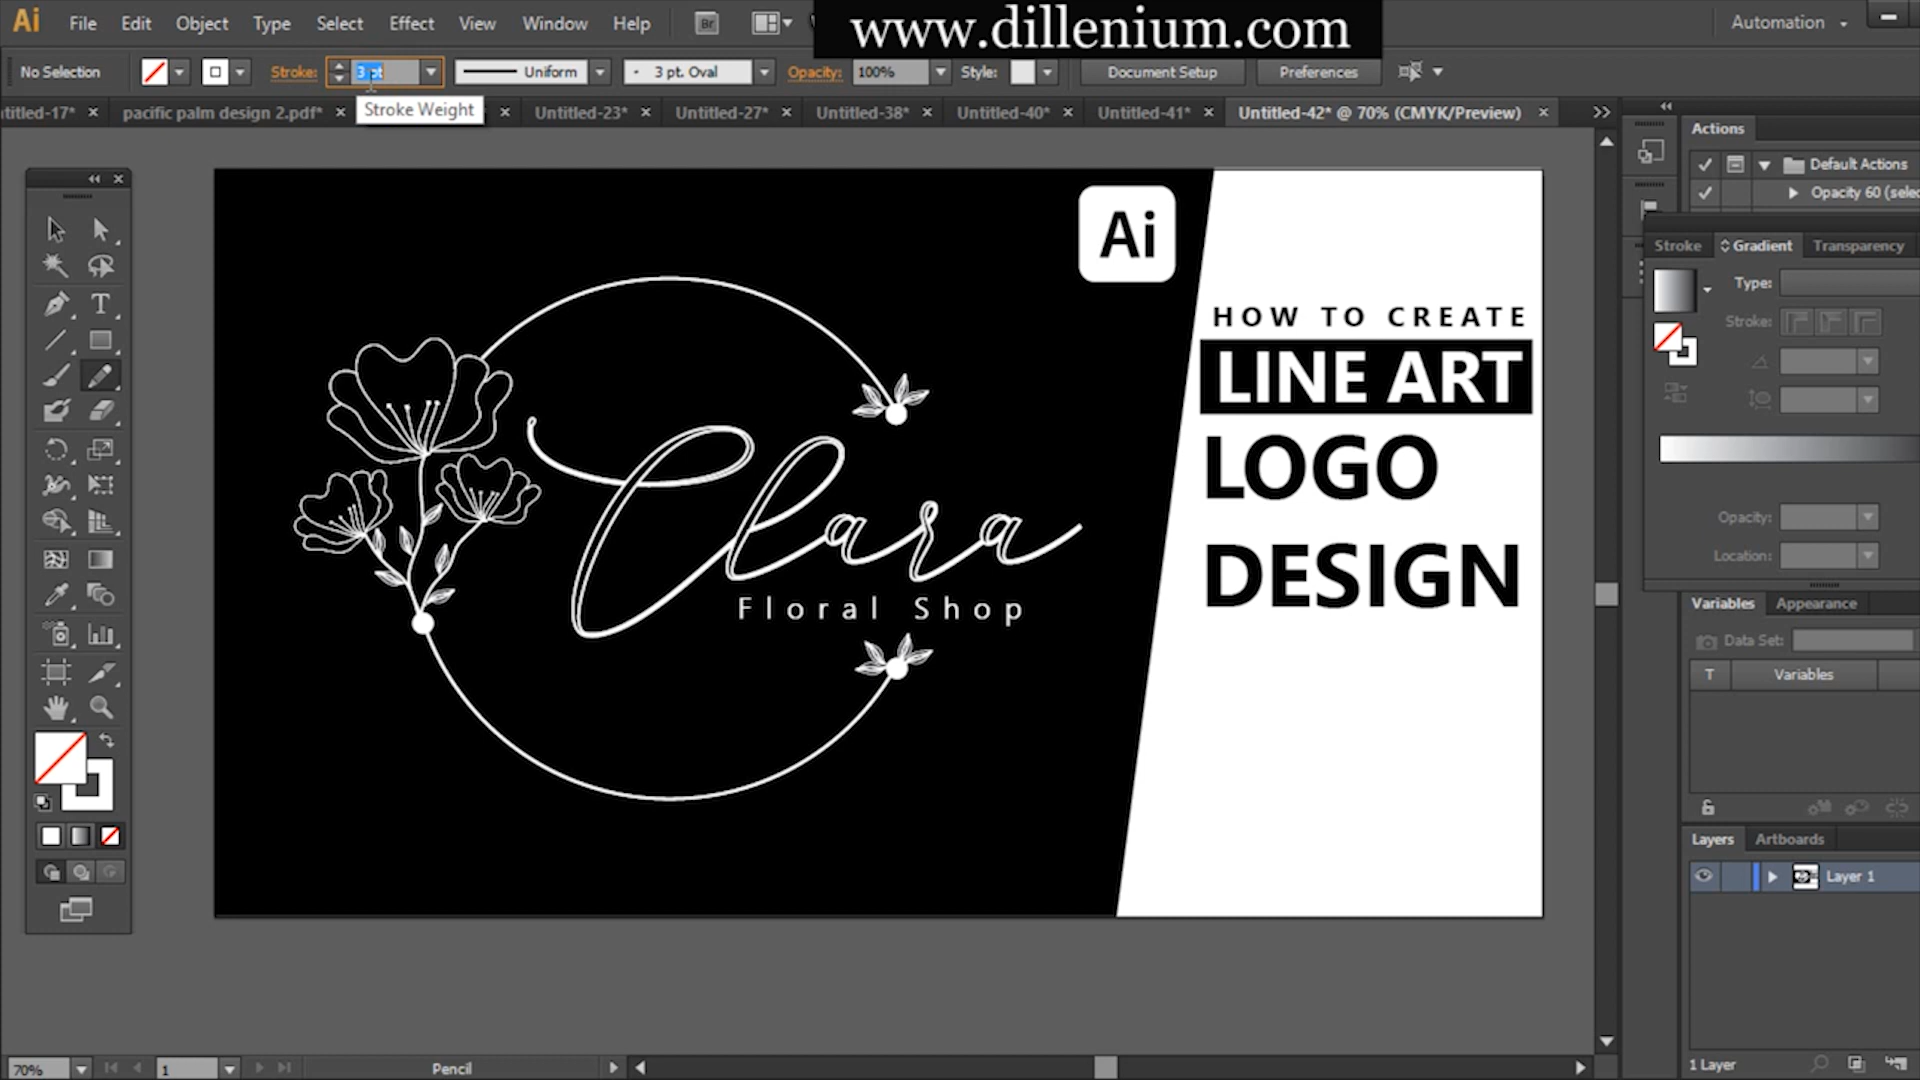 www.dillenium.com
Ai File Edit Object Type Select Effect View Window Help Br Automation
No Selection Stroke: 3 pt Uniform 3 pt. Oval Opacity: 100% Style: Document Setup Preferences
Stroke Weight
ntitled-17* pacific palm design 2.pdf* Untitled-23* Untitled-27* Untitled-38* Untitled-40* Untitled-41* Untitled-42* @ 70% (CMYK/Preview)
Actions
Default Actions
Opacity 60 (selec
Stroke Gradient Transparency
Type:
Stroke:
Opacity:
Location:
Variables Appearance
Data Set:
T Variables
Layers Artboards
Layer 1
1 Layer
Ai
HOW TO CREATE
LINE ART
LOGO
DESIGN
Clara
Floral Shop
70% 1 Pencil